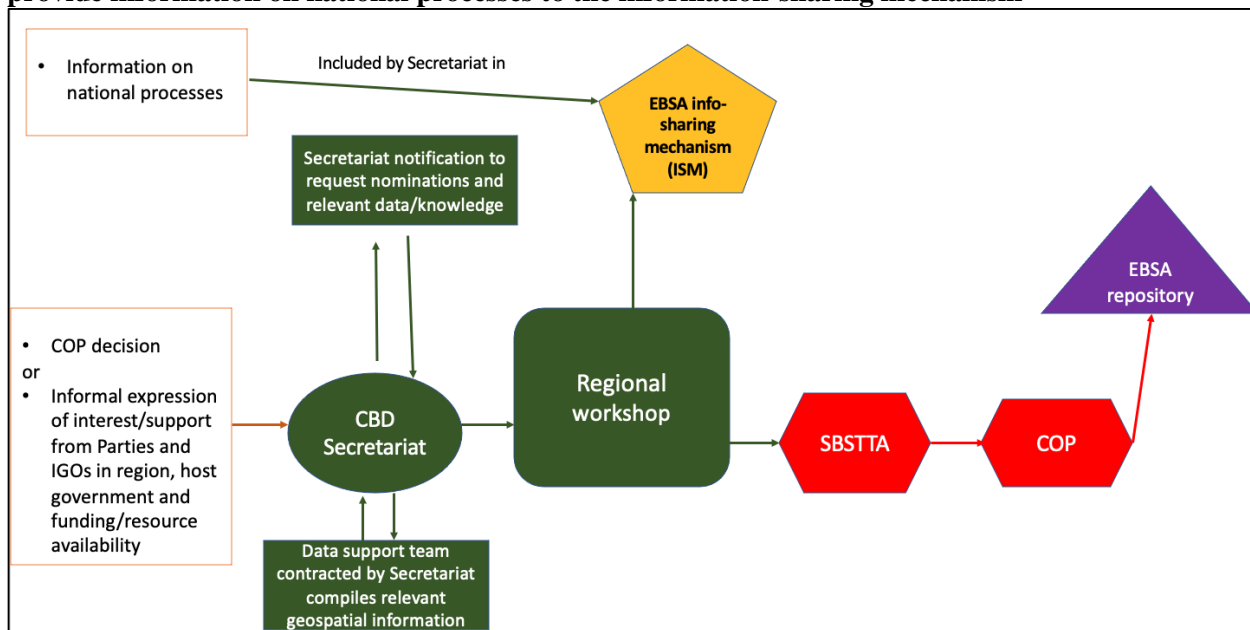 provide information on national processes to the information-sharing mechanism
• Information on
national processes
Included by Secretariat in
EBSA info-
sharing
mechanism
(ISM)
Secretariat notification to
request nominations and
relevant data/knowledge
EBSA
repository
• COP decision
or
• Informal expression
of interest/support
from Parties and
IGOs in region, host
government and
funding/resource
availability
CBD
Secretariat
Regional
workshop
SBSTTA
COP
Data support team
contracted by Secretariat
compiles relevant
geospatial information